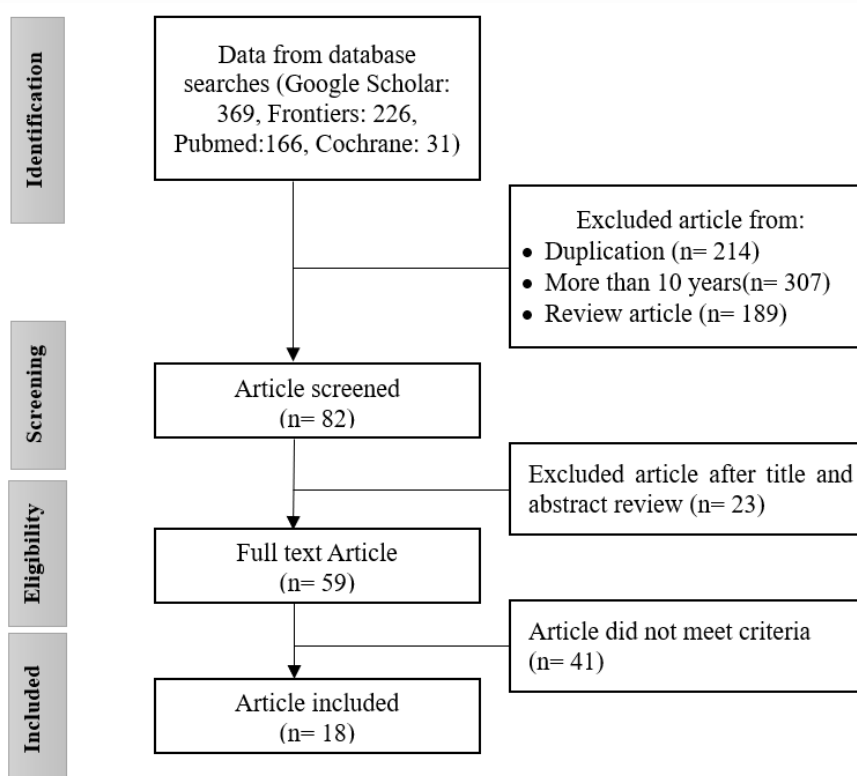 Identification
Data from database
searches (Google Scholar:
369, Frontiers: 226,
Pubmed:166, Cochrane: 31)
Excluded article from:
• Duplication (n= 214)
• More than 10 years(n= 307)
• Review article (n= 189)
Screening
Article screened
(n= 82)
Excluded article after title and
abstract review (n= 23)
Eligibility
Full text Article
(n= 59)
Article did not meet criteria
(n= 41)
Included
Article included
(n= 18)